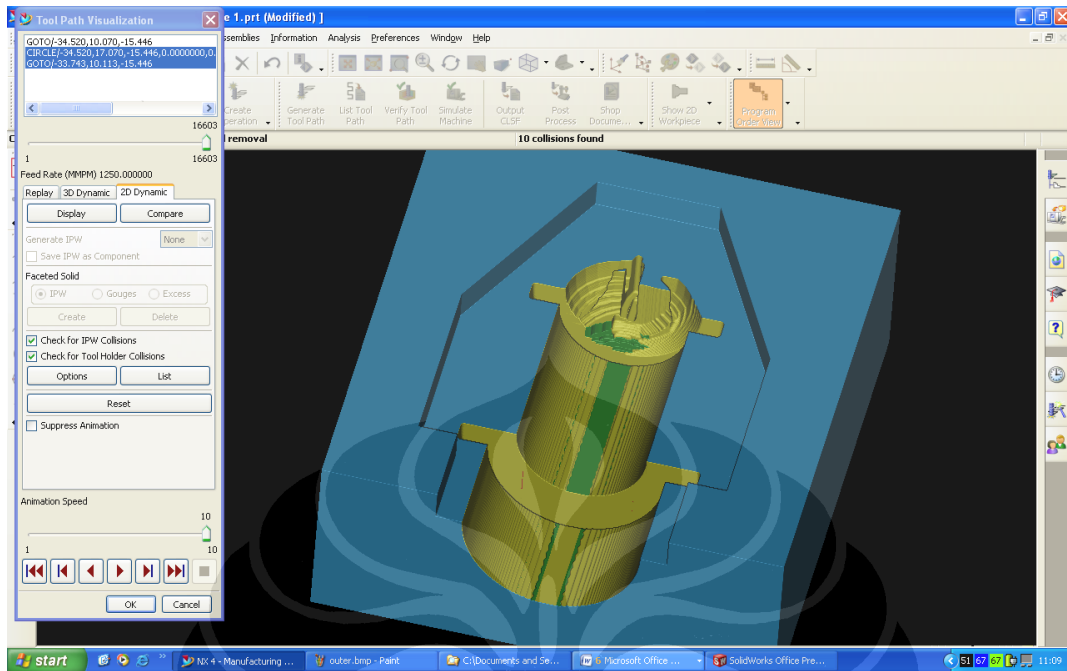 Tool Path Visualization
e 1.prt (Modified) ]
ssemblies Information Analysis Preferences Window Help
GOTO/-34.520,10.070,-15.446
CIRCLE/-34.520,17.070,-15.446,0.0000000,0.
GOTO/-33.743,10.113,-15.446
Create Generate List Tool Verify Tool Simulate Output Post Shop Show 2D Program
peration Tool Path Path Path Machine CLSF Process Docume... Workpiece Order View
16603
removal 10 collisions found
1 16603
Feed Rate (MMPM) 1250.000000
Replay 3D Dynamic 2D Dynamic
Display Compare
Generate IPW None
Save IPW as Component
Faceted Solid
IPW Gouges Excess
Create Delete
Check for IPW Collisions
Check for Tool Holder Collisions
Options List
Reset
Suppress Animation
Animation Speed
10
1 10
OK Cancel
start NX 4 - Manufacturing ... outer.bmp - Paint C:\Documents and Se... 6 Microsoft Office ... SolidWorks Office Pre... 51 67 67 11:09